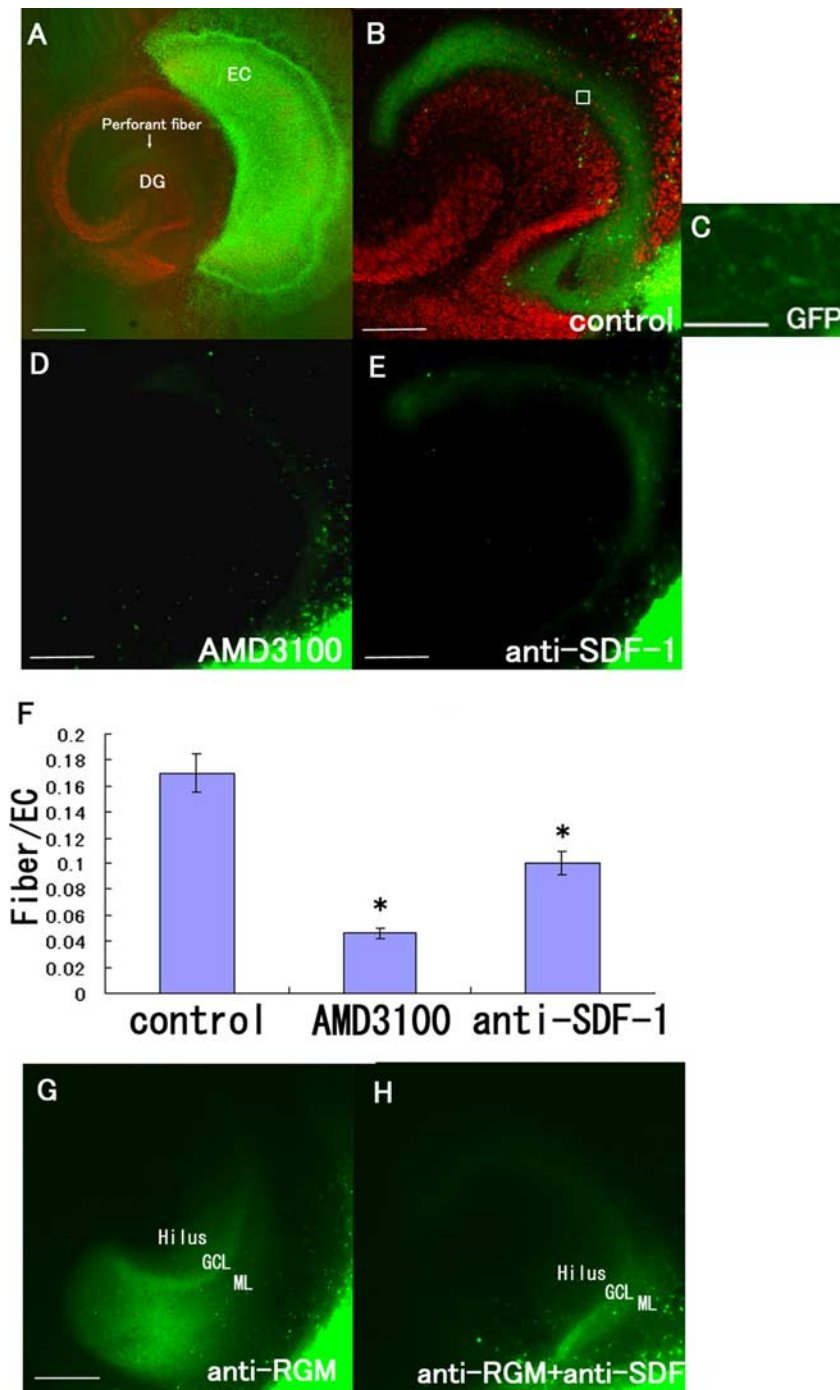 A
EC
Perforant fiber
DG
B
control
C
GFP
D
AMD3100
E
anti-SDF-1
F
0.2
0.18
0.16
0.14
0.12
0.1
0.08
0.06
0.04
0.02
0
Fiber/EC
*
*
control AMD3100 anti-SDF-1
G
Hilus
GCL
ML
anti-RGM
H
Hilus
GCL
ML
anti-RGM+anti-SDF